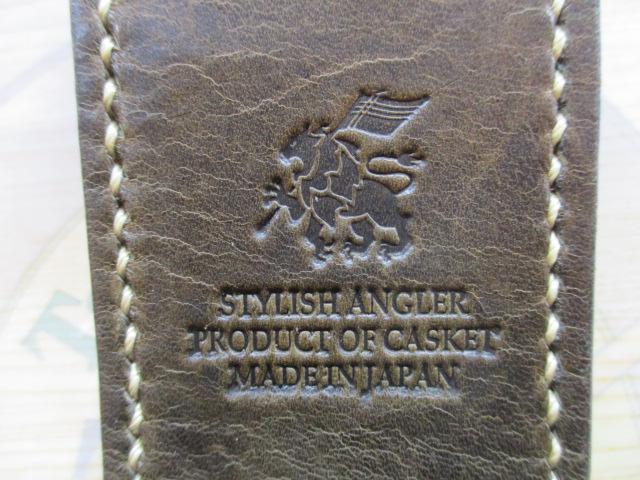 STYLISH ANGLER
PRODUCT OF CASKET
MADE IN JAPAN